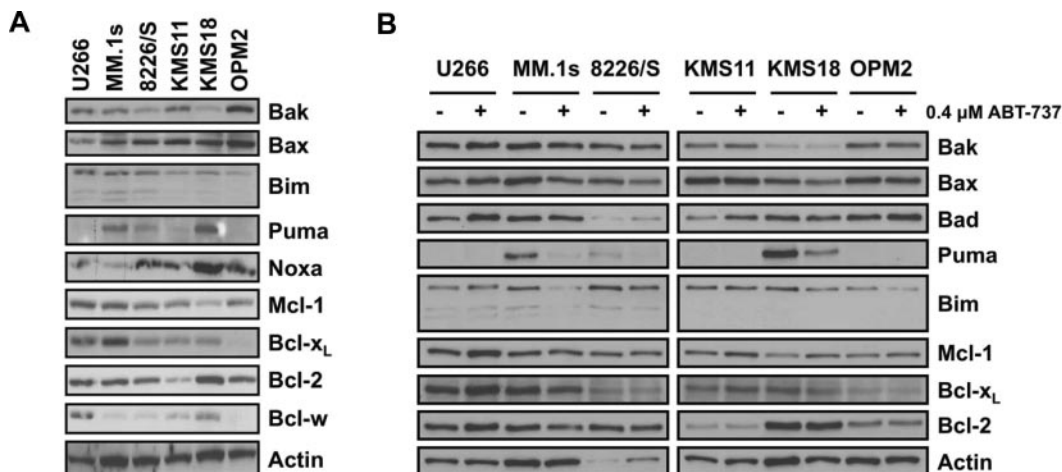 A
U266 MM.1s 8226/S KMS11 KMS18 OPM2
Bak
Bax
Bim
Puma
Noxa
Mcl-1
Bcl-xL
Bcl-2
Bcl-w
Actin
B
U266 MM.1s 8226/S KMS11 KMS18 OPM2
- + - + - + - + - + - + 0.4 µM ABT-737
Bak
Bax
Bad
Puma
Bim
Mcl-1
Bcl-xL
Bcl-2
Actin